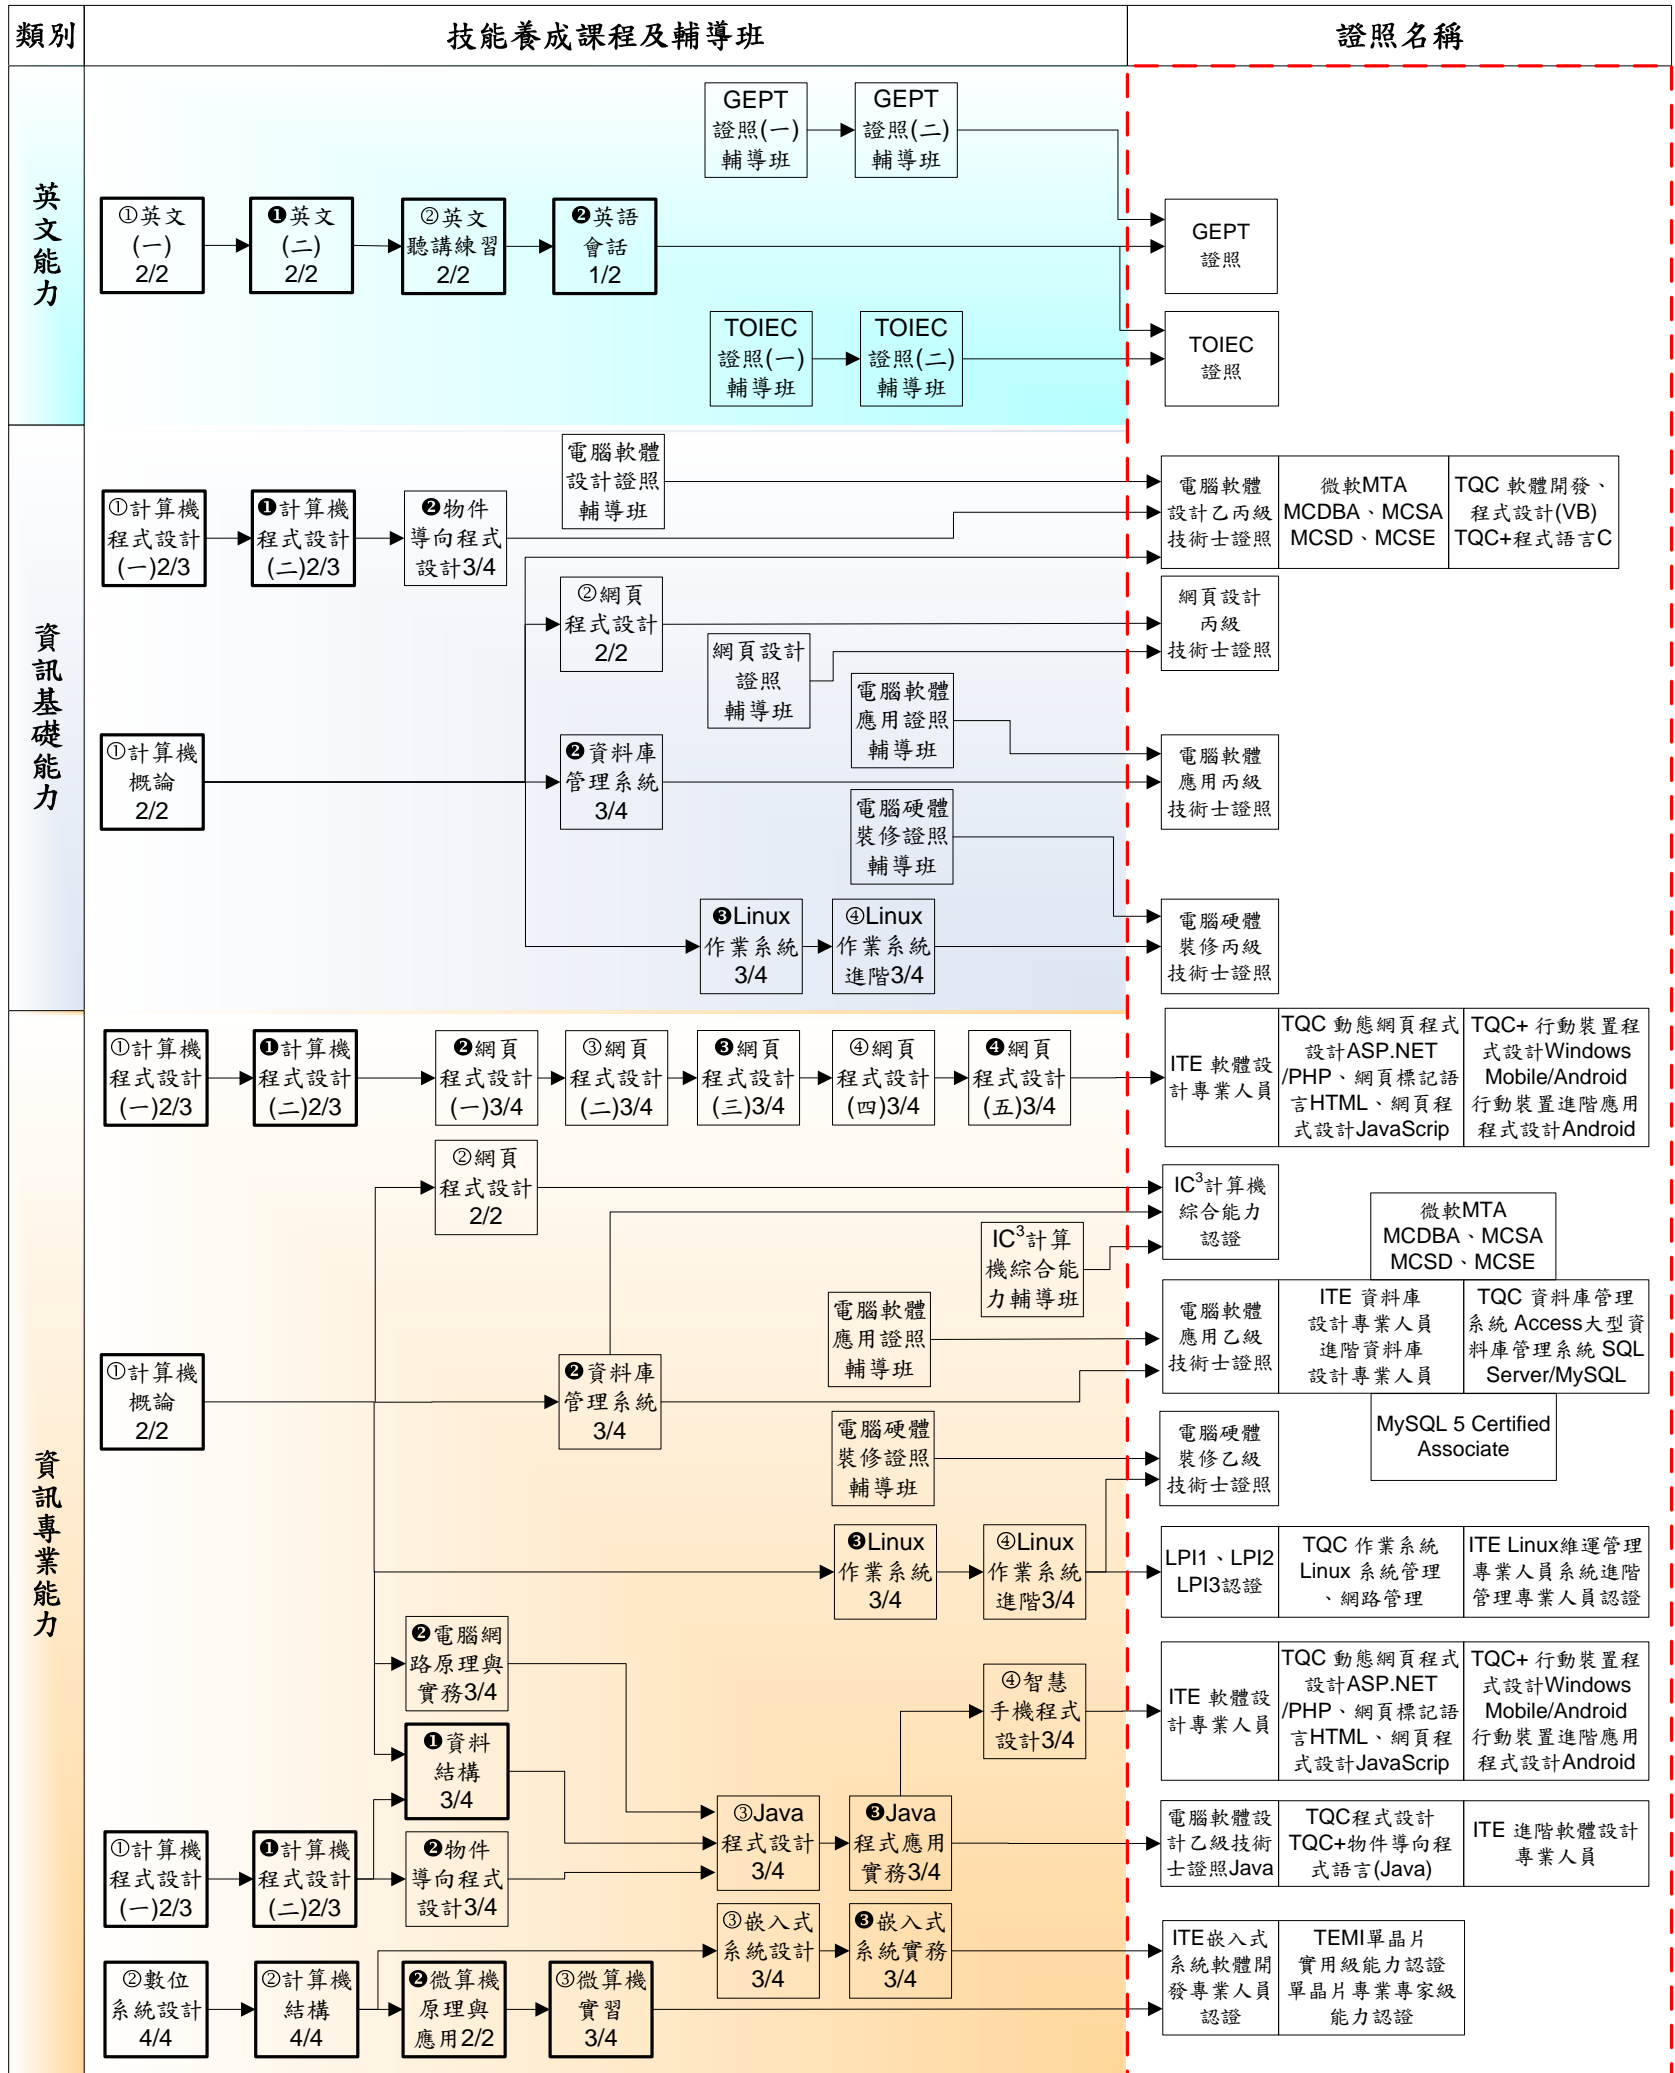 類別
技能養成課程及輔導班
證照名稱
英文能力
GEPT
證照(一)
輔導班
GEPT
證照(二)
輔導班
①英文
(一)
2/2
❶英文
(二)
2/2
②英文
聽講練習
2/2
❷英語
會話
1/2
GEPT
證照
TOIEC
證照(一)
輔導班
TOIEC
證照(二)
輔導班
TOIEC
證照
資訊基礎能力
電腦軟體
設計證照
輔導班
①計算機
程式設計
(一)2/3
❶計算機
程式設計
(二)2/3
❷物件
導向程式
設計3/4
電腦軟體
設計乙丙級
技術士證照
微軟MTA
MCDBA、MCSA
MCSD、MCSE
TQC 軟體開發、
程式設計(VB)
TQC+程式語言C
②網頁
程式設計
2/2
網頁設計
丙級
技術士證照
網頁設計
證照
輔導班
電腦軟體
應用證照
輔導班
①計算機
概論
2/2
❷資料庫
管理系統
3/4
電腦軟體
應用丙級
技術士證照
電腦硬體
裝修證照
輔導班
❸Linux
作業系統
3/4
④Linux
作業系統
進階3/4
電腦硬體
裝修丙級
技術士證照
資訊專業能力
①計算機
程式設計
(一)2/3
❶計算機
程式設計
(二)2/3
❷網頁
程式設計
(一)3/4
③網頁
程式設計
(二)3/4
❸網頁
程式設計
(三)3/4
④網頁
程式設計
(四)3/4
❹網頁
程式設計
(五)3/4
ITE 軟體設
計專業人員
TQC 動態網頁程式
設計ASP.NET
/PHP、網頁標記語
言HTML、網頁程
式設計JavaScrip
TQC+ 行動裝置程
式設計Windows
Mobile/Android
行動裝置進階應用
程式設計Android
②網頁
程式設計
2/2
IC³計算機
綜合能力
認證
IC³計算
機綜合能
力輔導班
微軟MTA
MCDBA、MCSA
MCSD、MCSE
電腦軟體
應用證照
輔導班
電腦軟體
應用乙級
技術士證照
ITE 資料庫
設計專業人員
進階資料庫
設計專業人員
TQC 資料庫管理
系統 Access大型資
料庫管理系統 SQL
Server/MySQL
①計算機
概論
2/2
❷資料庫
管理系統
3/4
電腦硬體
裝修證照
輔導班
電腦硬體
裝修乙級
技術士證照
MySQL 5 Certified
Associate
❸Linux
作業系統
3/4
④Linux
作業系統
進階3/4
LPI1、LPI2
LPI3認證
TQC 作業系統
Linux 系統管理
、網路管理
ITE Linux維運管理
專業人員系統進階
管理專業人員認證
❷電腦網
路原理與
實務3/4
④智慧
手機程式
設計3/4
ITE 軟體設
計專業人員
TQC 動態網頁程式
設計ASP.NET
/PHP、網頁標記語
言HTML、網頁程
式設計JavaScrip
TQC+ 行動裝置程
式設計Windows
Mobile/Android
行動裝置進階應用
程式設計Android
❶資料
結構
3/4
①計算機
程式設計
(一)2/3
❶計算機
程式設計
(二)2/3
❷物件
導向程式
設計3/4
③Java
程式設計
3/4
❸Java
程式應用
實務3/4
電腦軟體設
計乙級技術
士證照Java
TQC程式設計
TQC+物件導向程
式語言(Java)
ITE 進階軟體設計
專業人員
③嵌入式
系統設計
3/4
❸嵌入式
系統實務
3/4
②數位
系統設計
4/4
②計算機
結構
4/4
❷微算機
原理與
應用2/2
③微算機
實習
3/4
ITE嵌入式
系統軟體開
發專業人員
認證
TEMI單晶片
實用級能力認證
單晶片專業專家級
能力認證